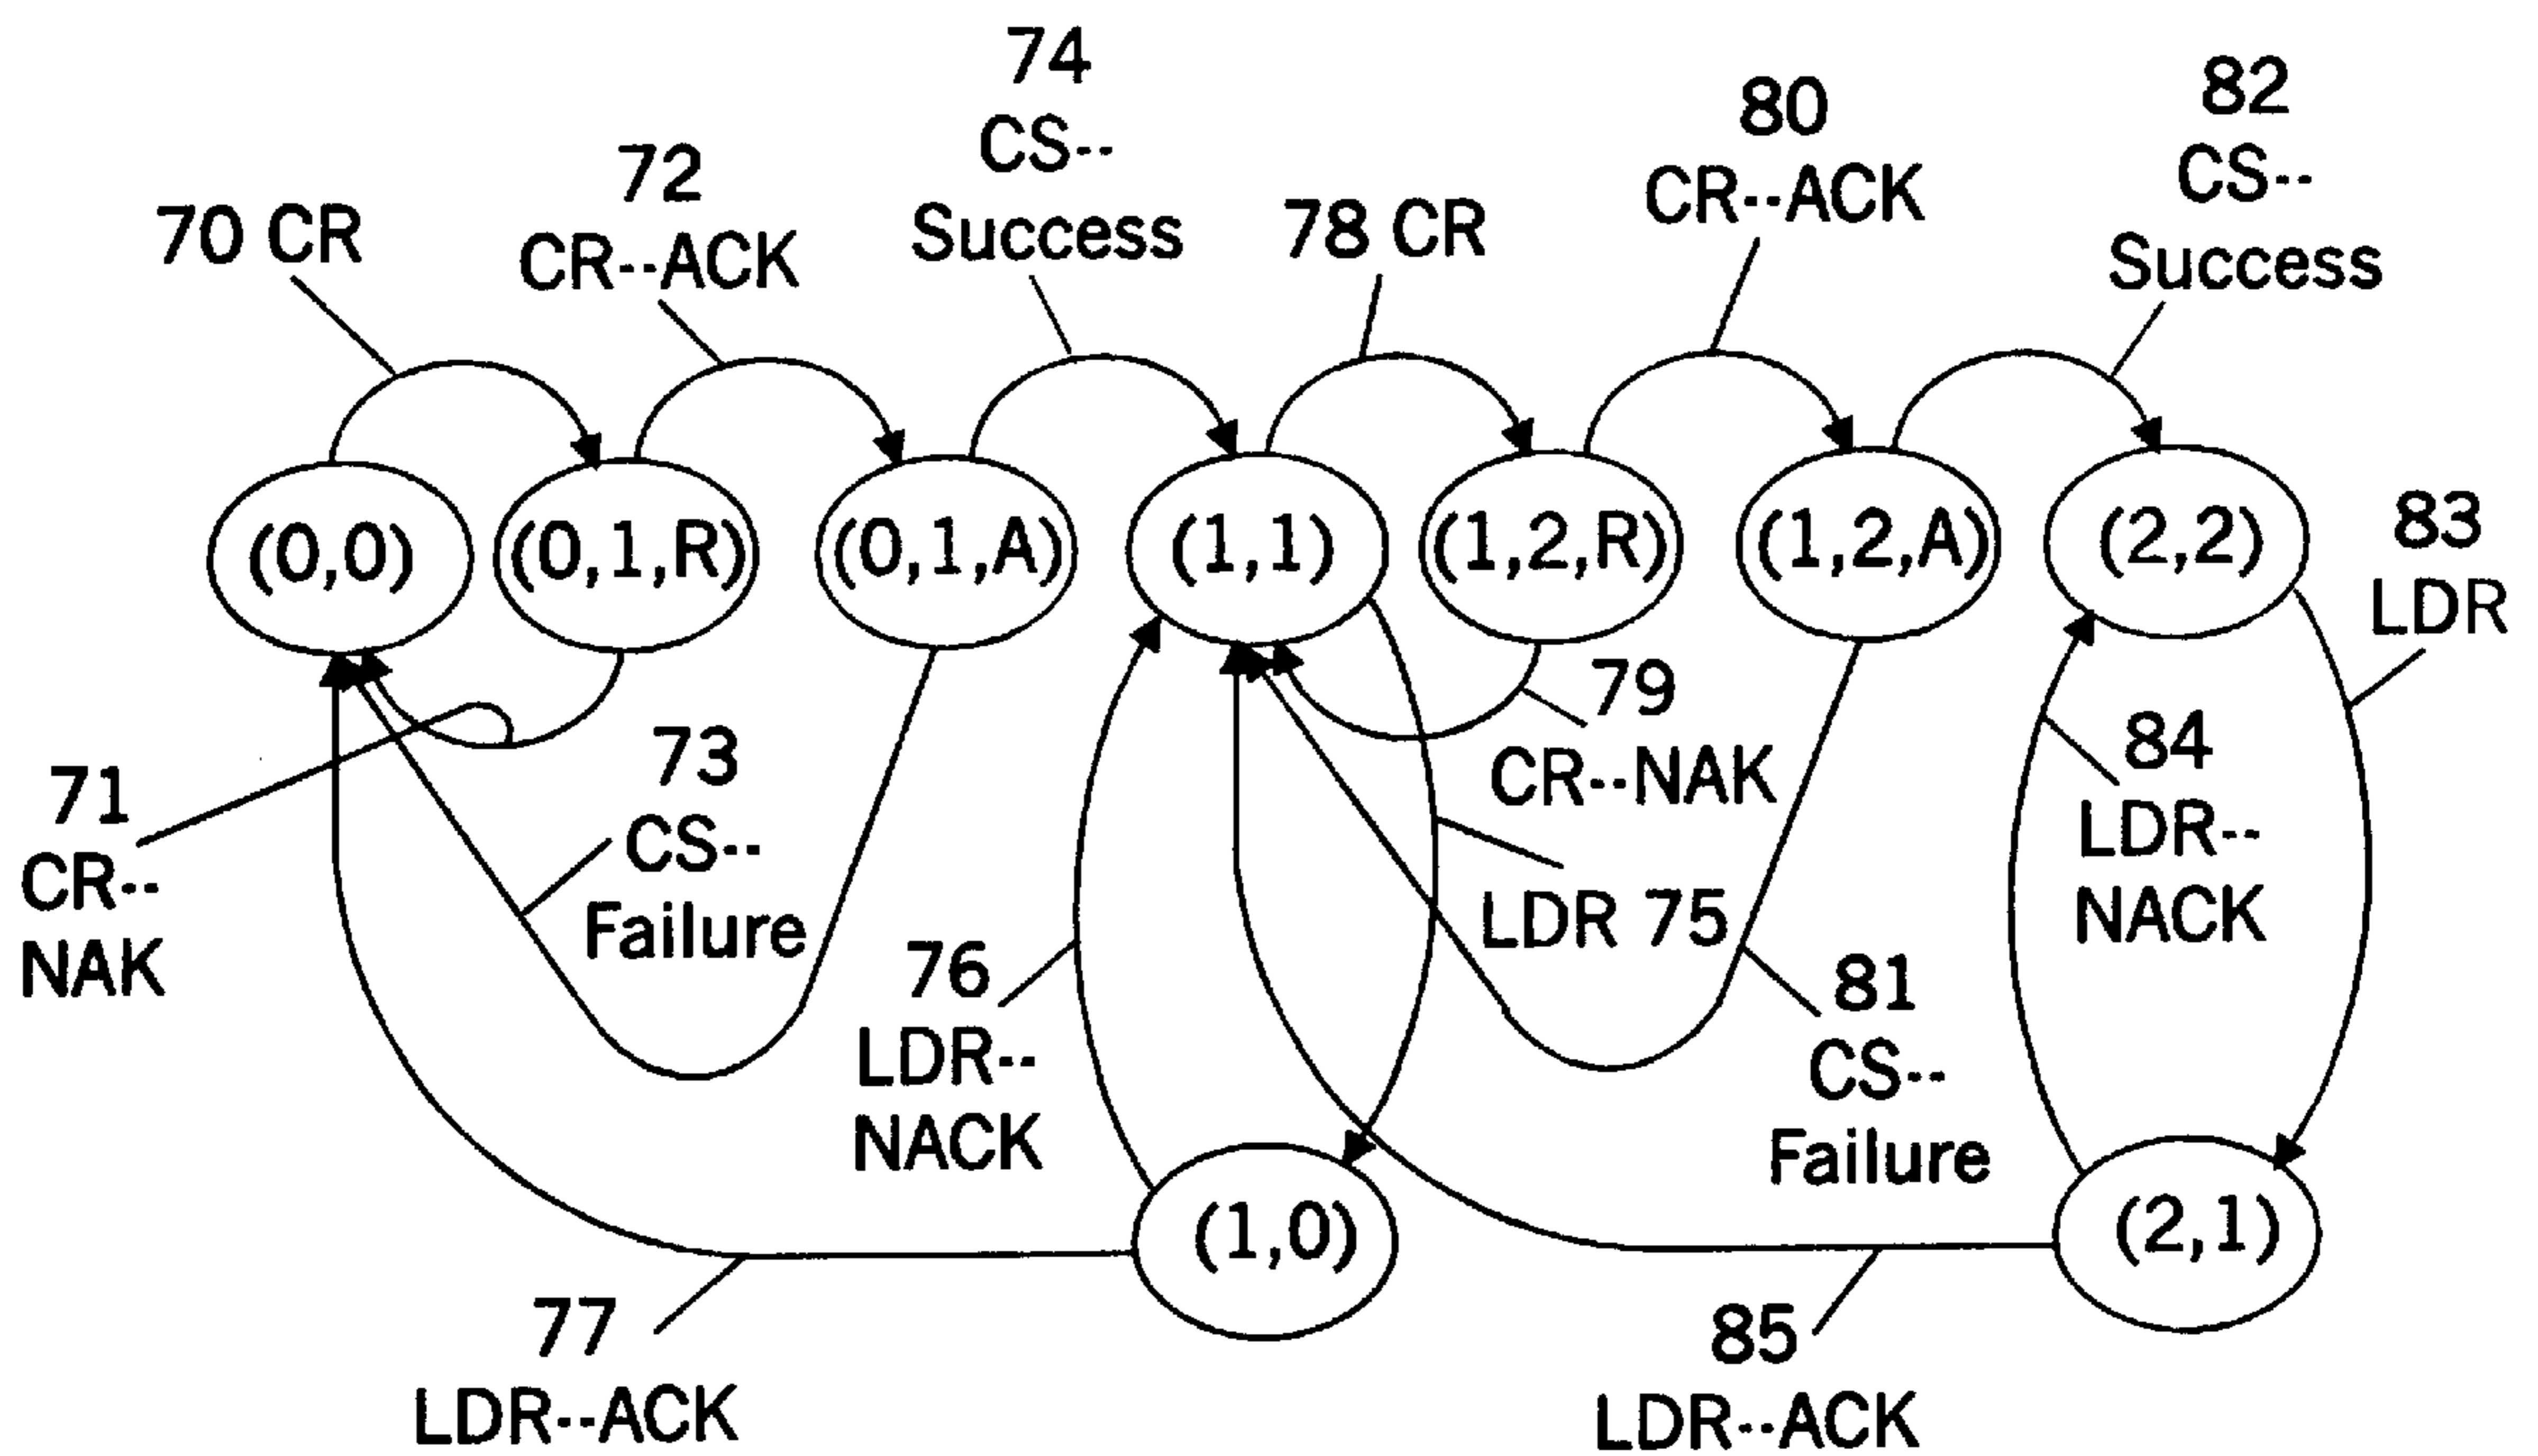 74
82
80
CS--
CS--
72
CR--ACK
70 CR
Success
78 CR
CR--ACK
Success
(0,0)
(0,1,R)
(0,1,A)
(1,1)
(1,2,R)
(1,2,A)
(2,2)
83
LDR
71
CR--
NAK
73
CS--
Failure
79
CR--NAK
84
LDR--
NACK
LDR 75
76
LDR--
NACK
81
CS--
Failure
(1,0)
(2,1)
77
LDR--ACK
85
LDR--ACK